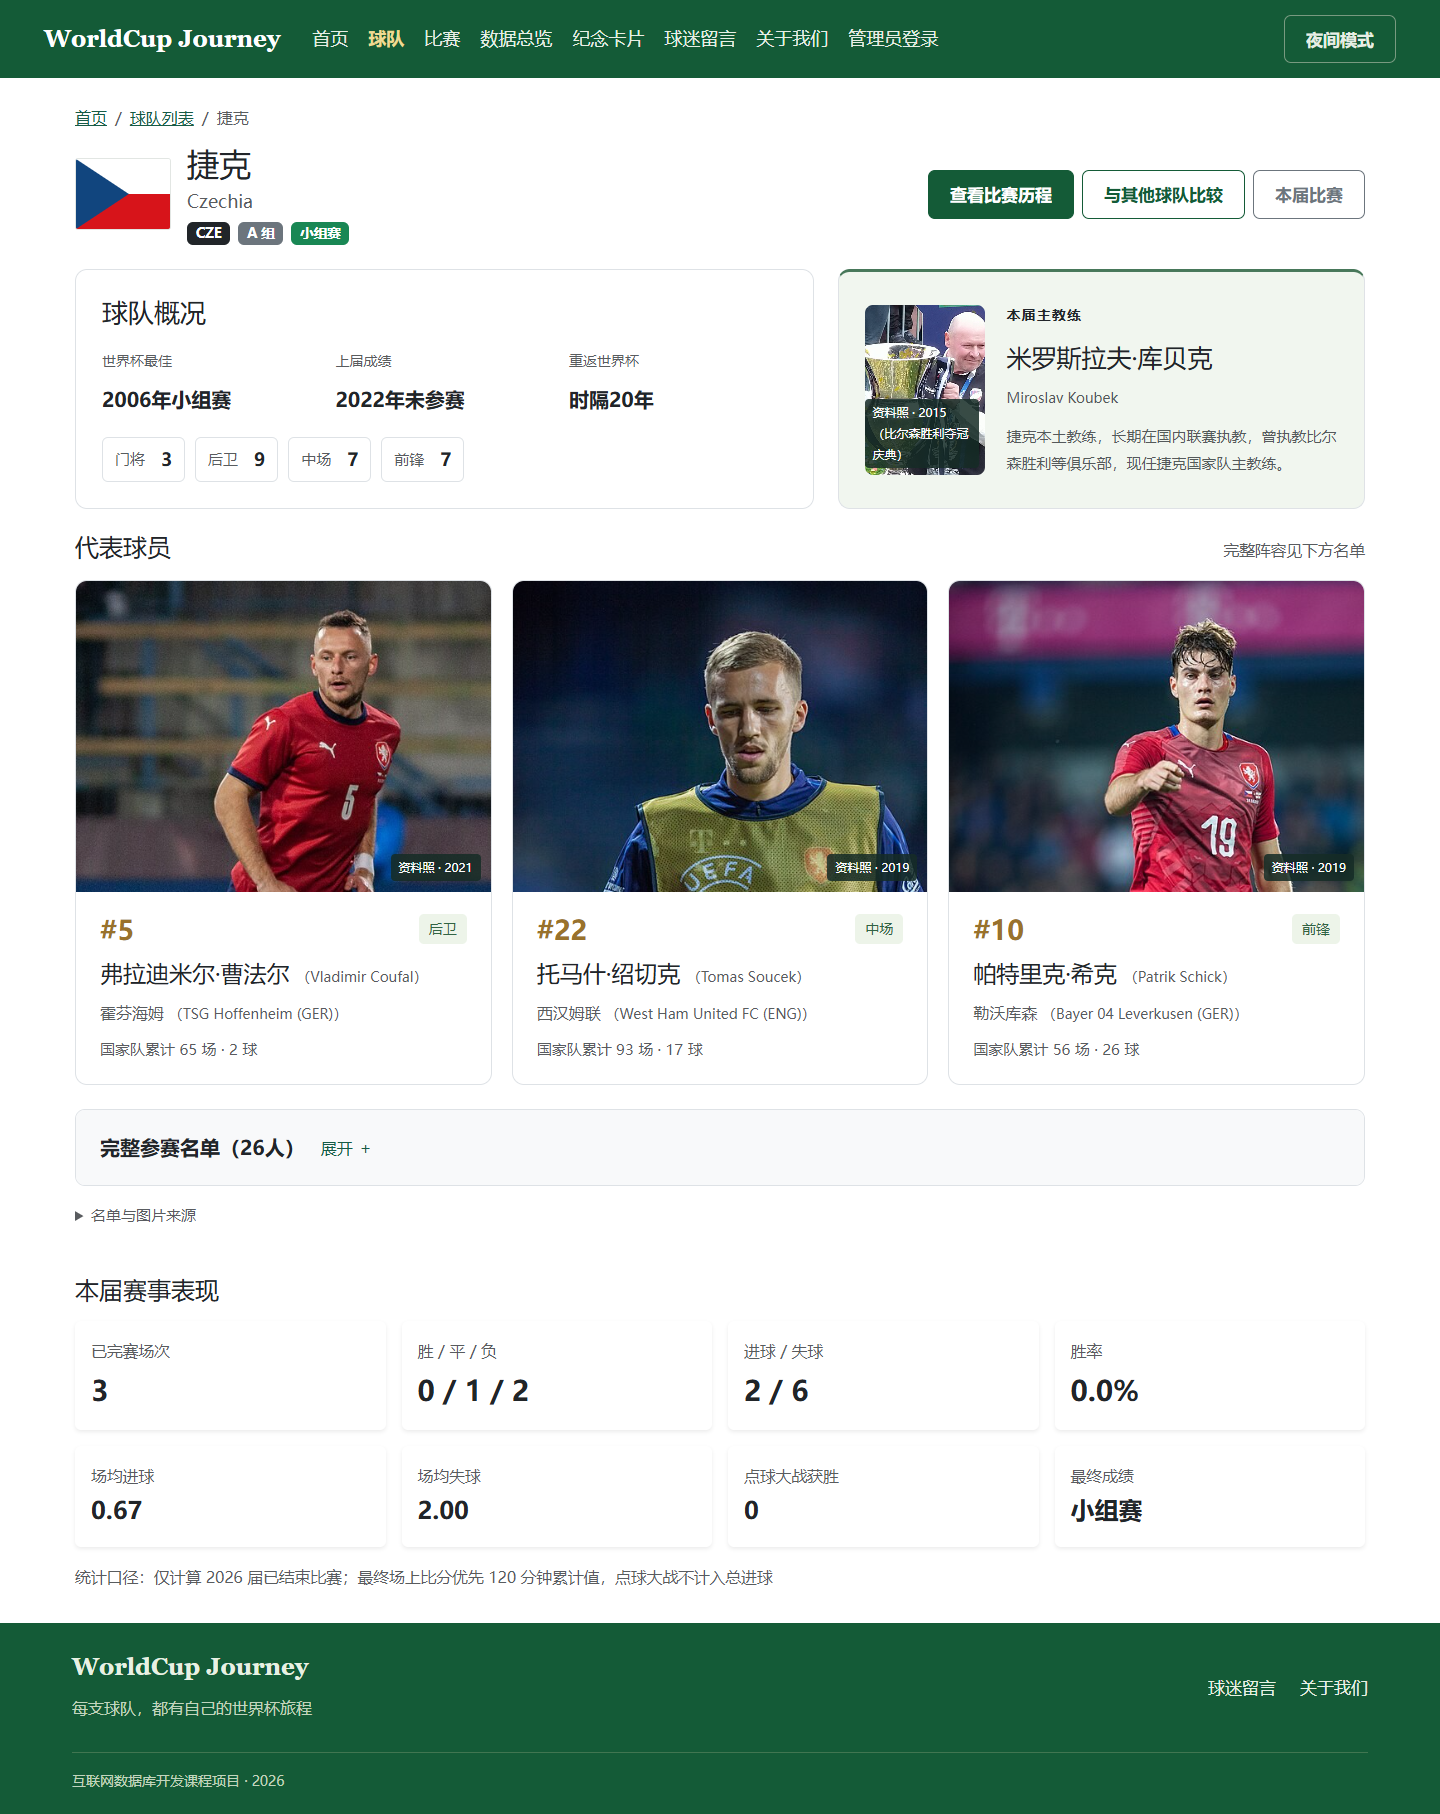 WorldCup Journey 首页 球队 比赛 数据总览 纪念卡片 球迷留言 关于我们 管理员登录 夜间模式
首页 / 球队列表 / 捷克
捷克
Czechia
CZE A 组 小组赛
查看比赛历程 与其他球队比较 本届比赛
球队概况
世界杯最佳 上届成绩 重返世界杯
2006年小组赛 2022年未参赛 时隔20年
门将 3 后卫 9 中场 7 前锋 7
资料照 · 2015
（比尔森胜利夺冠
庆典）
本届主教练
米罗斯拉夫·库贝克
Miroslav Koubek
捷克本土教练，长期在国内联赛执教，曾执教比尔
森胜利等俱乐部，现任捷克国家队主教练。
代表球员
完整阵容见下方名单
5
资料照 · 2021
#5 后卫
弗拉迪米尔·曹法尔 （Vladimir Coufal）
霍芬海姆 （TSG Hoffenheim (GER)）
国家队累计 65 场 · 2 球
UEFA
资料照 · 2019
#22 中场
托马什·绍切克 （Tomas Soucek）
西汉姆联 （West Ham United FC (ENG)）
国家队累计 93 场 · 17 球
19
资料照 · 2019
#10 前锋
帕特里克·希克 （Patrik Schick）
勒沃库森 （Bayer 04 Leverkusen (GER)）
国家队累计 56 场 · 26 球
完整参赛名单（26人） 展开 +
▶ 名单与图片来源
本届赛事表现
已完赛场次
3
胜 / 平 / 负
0 / 1 / 2
进球 / 失球
2 / 6
胜率
0.0%
场均进球
0.67
场均失球
2.00
点球大战获胜
0
最终成绩
小组赛
统计口径：仅计算 2026 届已结束比赛；最终场上比分优先 120 分钟累计值，点球大战不计入总进球
WorldCup Journey
每支球队，都有自己的世界杯旅程
球迷留言 关于我们
互联网数据库开发课程项目 · 2026